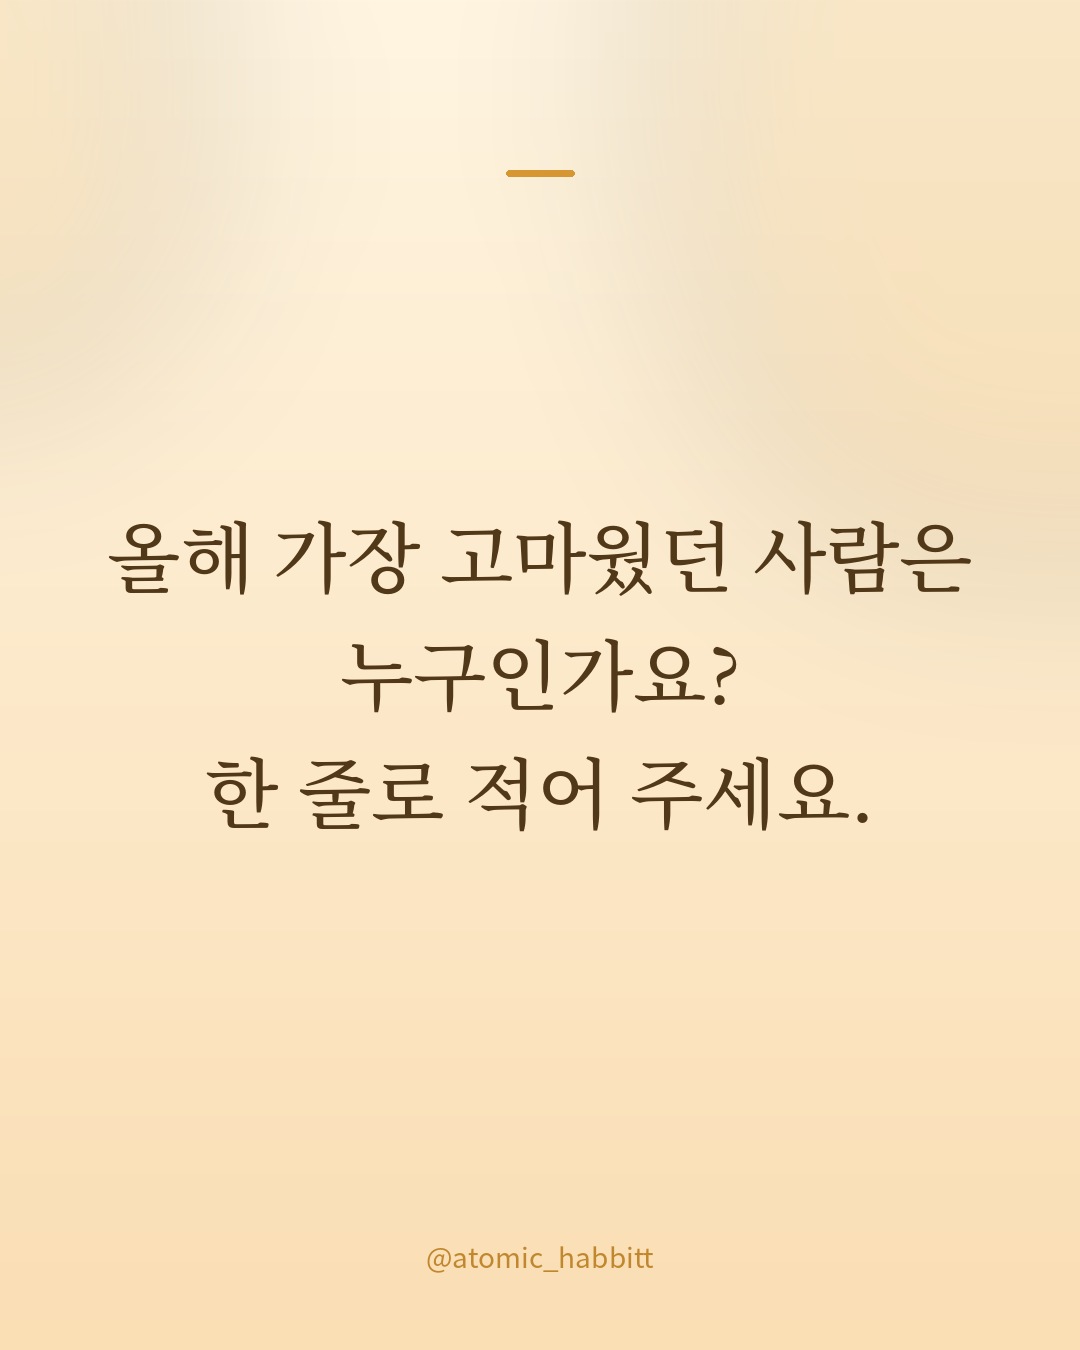 올해 가장 고마웠던 사람은
누구인가요?
한 줄로 적어 주세요.
@atomic_habbitt